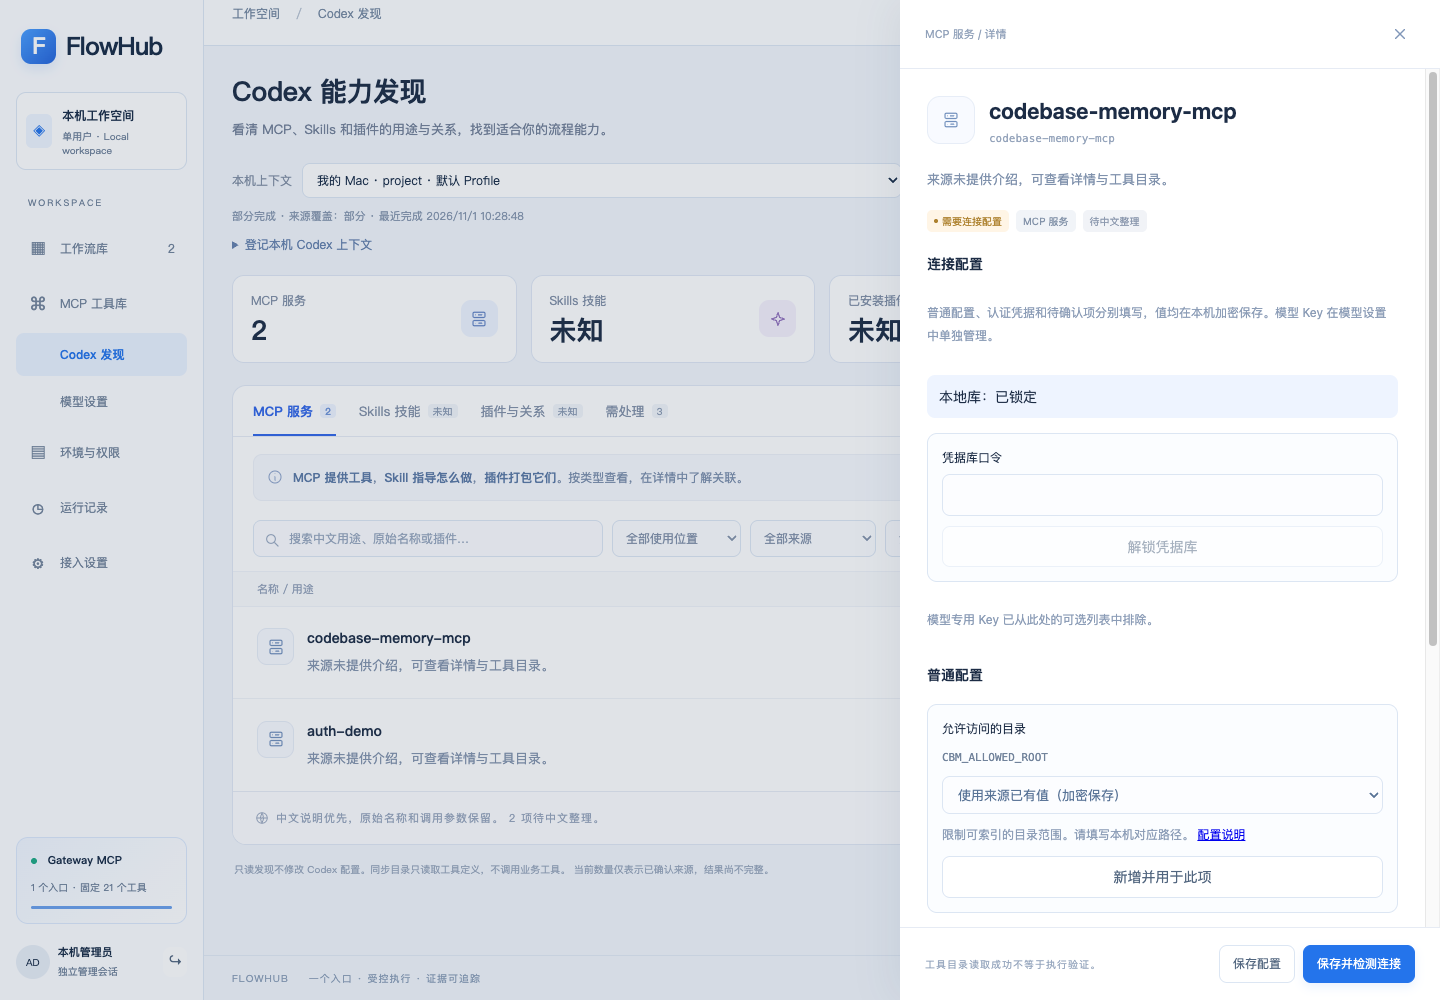 F FlowHub
本机工作空间
单用户 · Local
workspace
WORKSPACE
工作流库 2
MCP 工具库
Codex 发现
模型设置
环境与权限
运行记录
接入设置
Gateway MCP
1 个入口 · 固定 21 个工具
AD
本机管理员
独立管理会话
工作空间 / Codex 发现
Codex 能力发现
看清 MCP、Skills 和插件的用途与关系，找到适合你的流程能力。
本机上下文 我的 Mac · project · 默认 Profile
部分完成 · 来源覆盖：部分 · 最近完成 2026/11/1 10:28:48
登记本机 Codex 上下文
MCP 服务
2
Skills 技能
未知
已安装插
未知
MCP 服务 2 Skills 技能 未知 插件与关系 未知 需处理 3
MCP 提供工具，Skill 指导怎么做，插件打包它们。按类型查看，在详情中了解关联。
搜索中文用途、原始名称或插件... 全部使用位置 全部来源
名称 / 用途
codebase-memory-mcp
来源未提供介绍，可查看详情与工具目录。
auth-demo
来源未提供介绍，可查看详情与工具目录。
中文说明优先，原始名称和调用参数保留。 2 项待中文整理。
只读发现不修改 Codex 配置。同步目录只读取工具定义，不调用业务工具。 当前数量仅表示已确认来源，结果尚不完整。
FLOWHUB 一个入口 · 受控执行 · 证据可追踪
MCP 服务 / 详情
codebase-memory-mcp
codebase-memory-mcp
来源未提供介绍，可查看详情与工具目录。
需要连接配置 MCP 服务 待中文整理
连接配置
普通配置、认证凭据和待确认项分别填写，值均在本机加密保存。模型 Key 在模型设置
中单独管理。
本地库：已锁定
凭据库口令
解锁凭据库
模型专用 Key 已从此处的可选列表中排除。
普通配置
允许访问的目录
CBM_ALLOWED_ROOT
使用来源已有值（加密保存）
限制可索引的目录范围。请填写本机对应路径。 配置说明
新增并用于此项
工具目录读取成功不等于执行验证。
保存配置
保存并检测连接